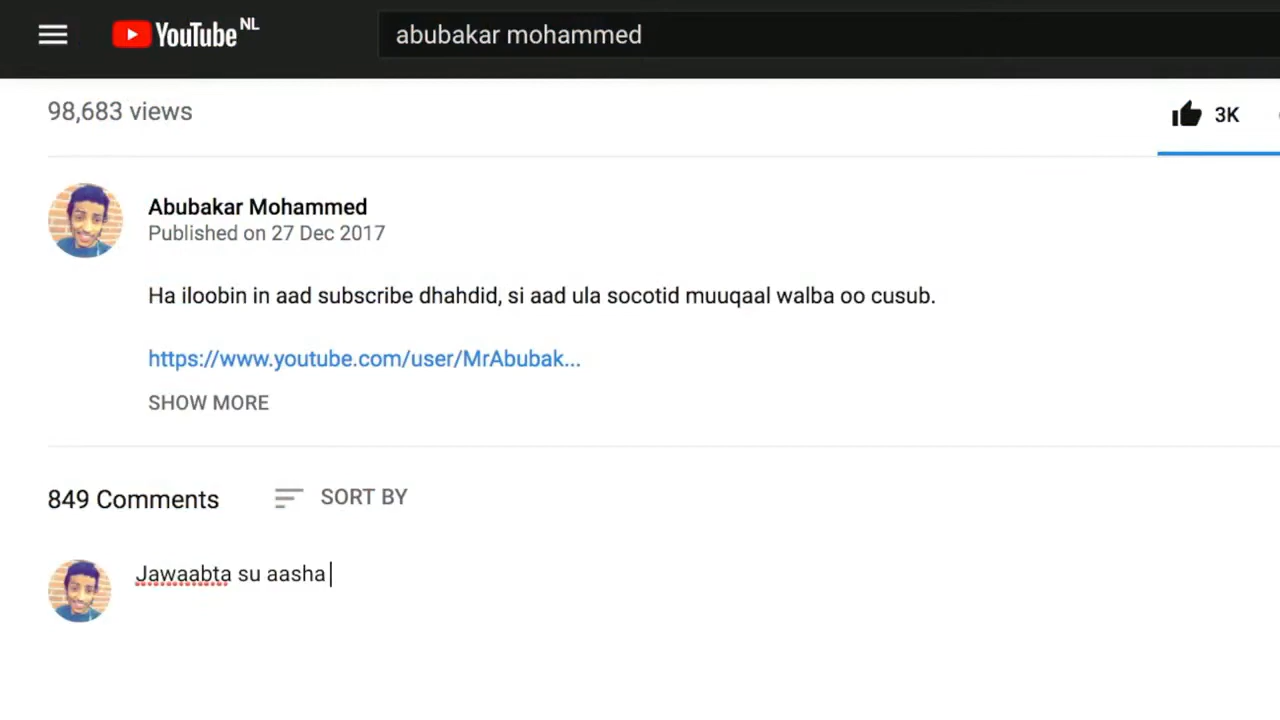 YouTube NL
abubakar mohammed
98,683 views
3K
Abubakar Mohammed
Published on 27 Dec 2017
Ha iloobin in aad subscribe dhahdid, si aad ula socotid muuqaal walba oo cusub.
https://www.youtube.com/user/MrAbubak...
SHOW MORE
849 Comments
SORT BY
Jawaabta su aasha